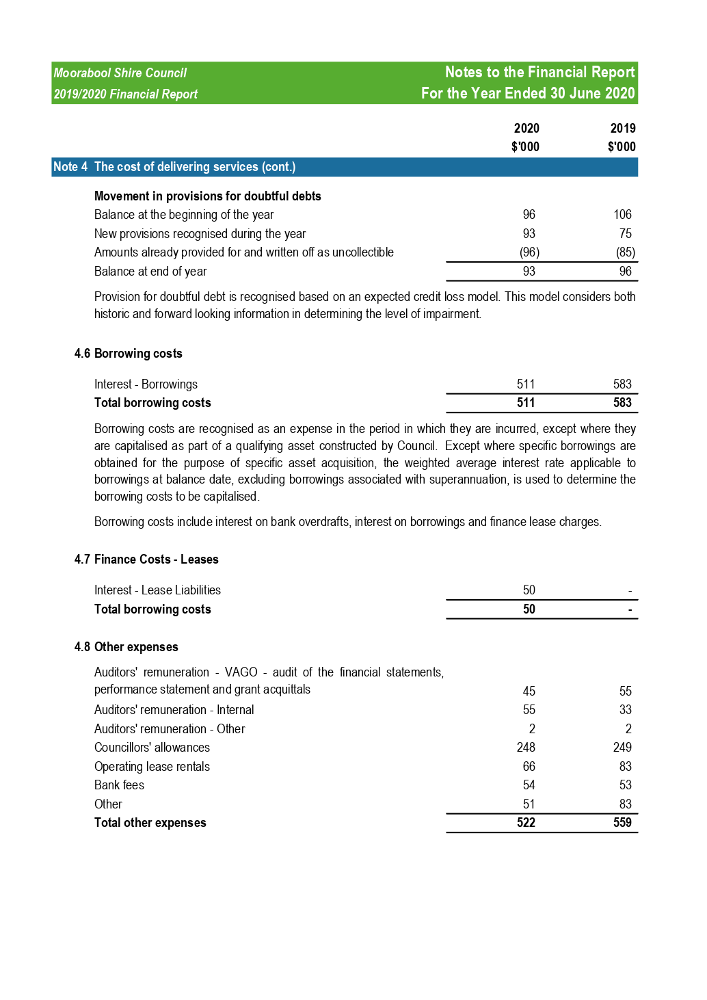 Moorabool Shire Council Notes to the Financial Report
2019/2020 Financial Report For the Year Ended 30 June 2020
2020 2019
$'000 $'000
Note 4 The cost of delivering services (cont.)
Movement in provisions for doubtful debts
Balance at the beginning of the year 96 106
New provisions recognised during the year 93 75
Amounts already provided for and written off as uncollectible (96) (85)
Balance at end of year 93 96
Provision for doubtful debt is recognised based on an expected credit loss model. This model considers both
historic and forward looking information in determining the level of impairment.
4.6 Borrowing costs
Interest - Borrowings 511 583
Total borrowing costs 511 583
Borrowing costs are recognised as an expense in the period in which they are incurred, except where they
are capitalised as part of a qualifying asset constructed by Council. Except where specific borrowings are
obtained for the purpose of specific asset acquisition, the weighted average interest rate applicable to
borrowings at balance date, excluding borrowings associated with superannuation, is used to determine the
borrowing costs to be capitalised.
Borrowing costs include interest on bank overdrafts, interest on borrowings and finance lease charges.
4.7 Finance Costs - Leases
Interest - Lease Liabilities 50 -
Total borrowing costs 50 -
4.8 Other expenses
Auditors' remuneration - VAGO - audit of the financial statements,
performance statement and grant acquittals 45 55
Auditors' remuneration - Internal 55 33
Auditors' remuneration - Other 2 2
Councillors' allowances 248 249
Operating lease rentals 66 83
Bank fees 54 53
Other 51 83
Total other expenses 522 559